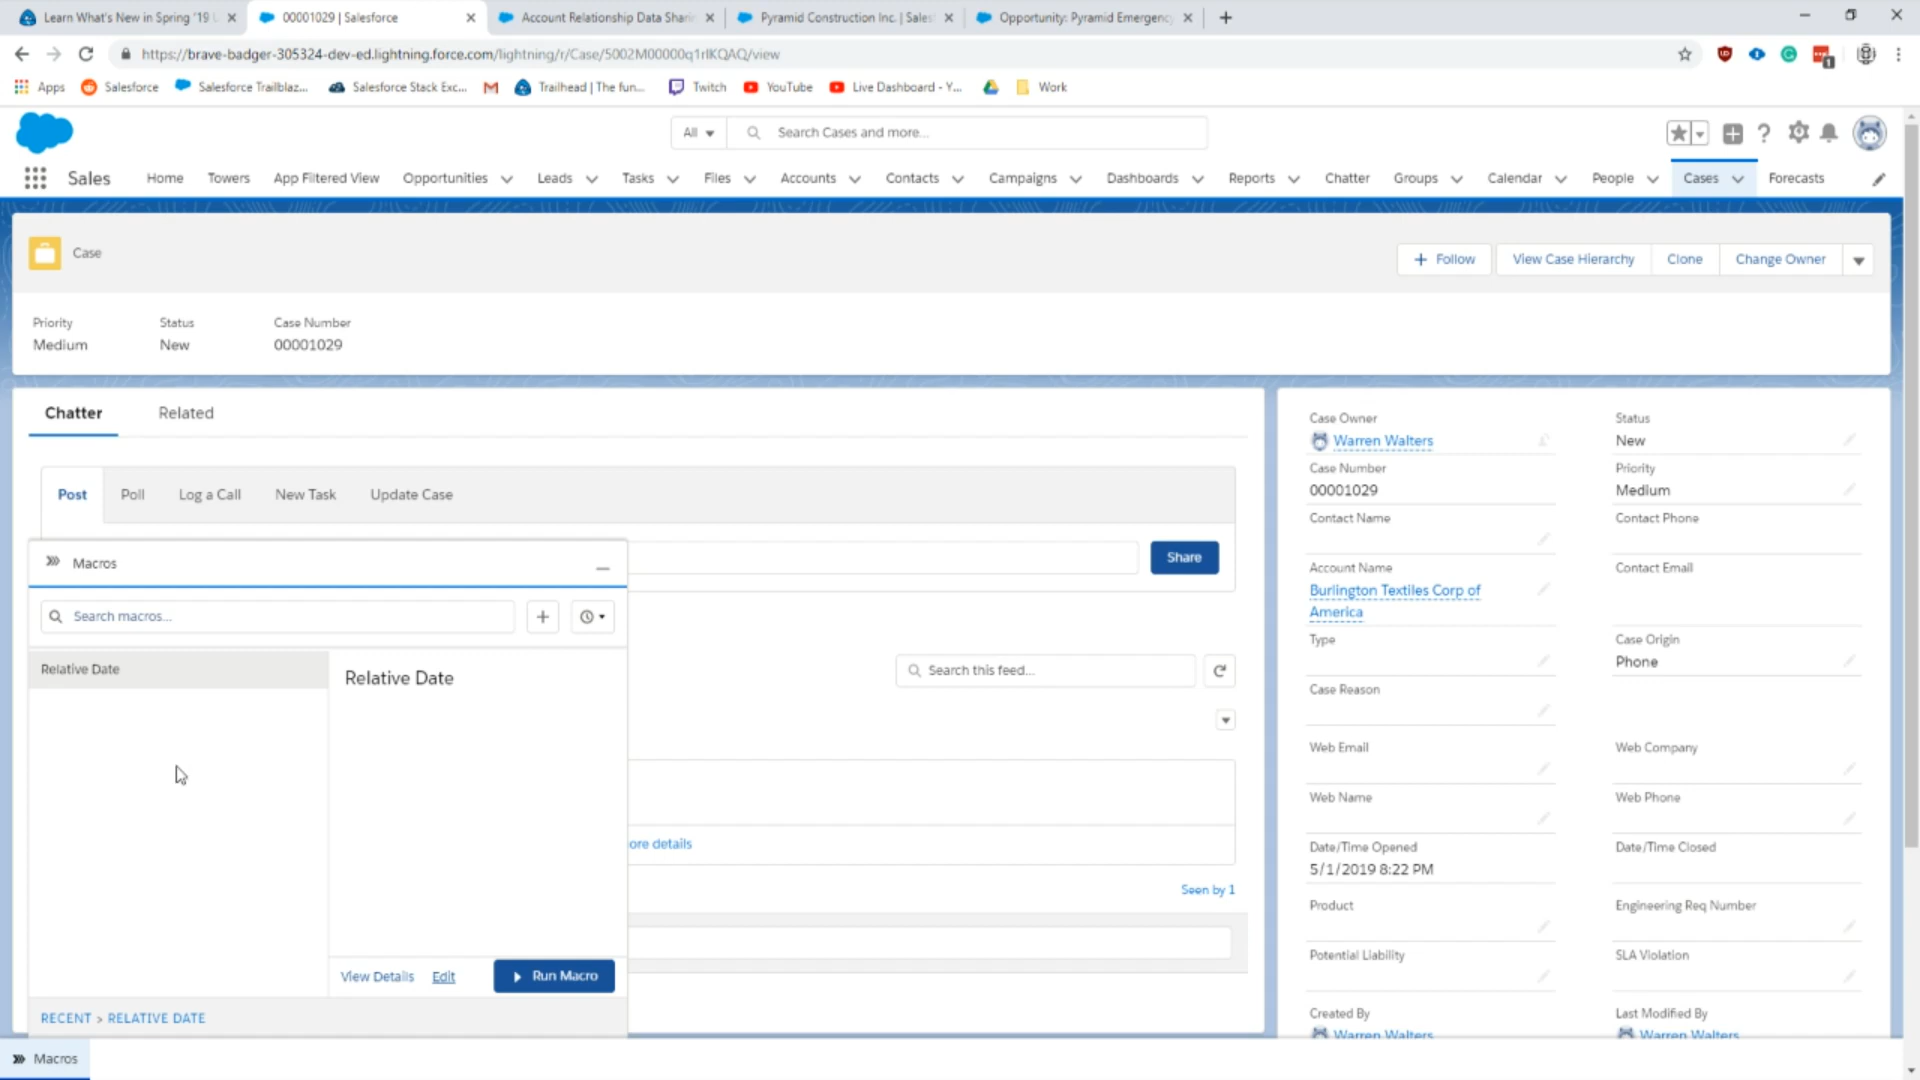 Learn What's New in Spring '19 L
00001029 | Salesforce
Account Relationship Data Sharin
Pyramid Construction Inc. | Sales
Opportunity: Pyramid Emergency
https://brave-badger-305324-dev-ed.lightning.force.com/lightning/r/Case/5002M00000q1rIKQAQ/view
1
Apps
Salesforce
Salesforce Trailblaz...
Salesforce Stack Exc...
Trailhead | The fun...
Twitch
YouTube
Live Dashboard - Y...
Work
All
Search Cases and more...
Sales
Home
Towers
App Filtered View
Opportunities
Leads
Tasks
Files
Accounts
Contacts
Campaigns
Dashboards
Reports
Chatter
Groups
Calendar
People
Cases
Forecasts
Case
+ Follow
View Case Hierarchy
Clone
Change Owner
Priority
Status
Case Number
Medium
New
00001029
Chatter
Related
Post
Poll
Log a Call
New Task
Update Case
Share
Macros
Search macros...
Relative Date
Relative Date
View Details
Edit
Run Macro
RECENT > RELATIVE DATE
Search this feed...
ore details
Seen by 1
Case Owner
Warren Walters
Status
New
Case Number
00001029
Priority
Medium
Contact Name
Contact Phone
Account Name
Burlington Textiles Corp of
America
Contact Email
Type
Case Origin
Phone
Case Reason
Web Email
Web Company
Web Name
Web Phone
Date/Time Opened
5/1/2019 8:22 PM
Date/Time Closed
Product
Engineering Req Number
Potential Liability
SLA Violation
Created By
Warren Walters
Last Modified By
Warren Walters
Macros